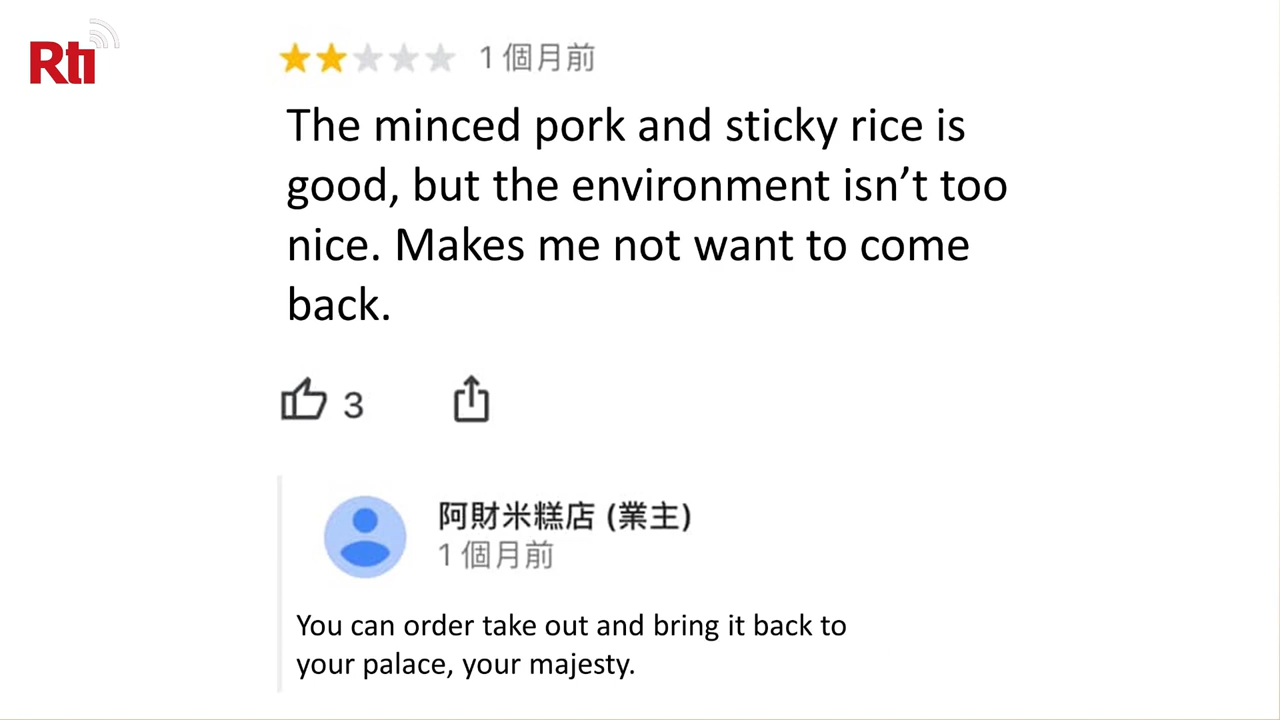 Rti
1 個月前
The minced pork and sticky rice is
good, but the environment isn’t too
nice. Makes me not want to come
back.
3
阿財米糕店 (業主)
1 個月前
You can order take out and bring it back to
your palace, your majesty.